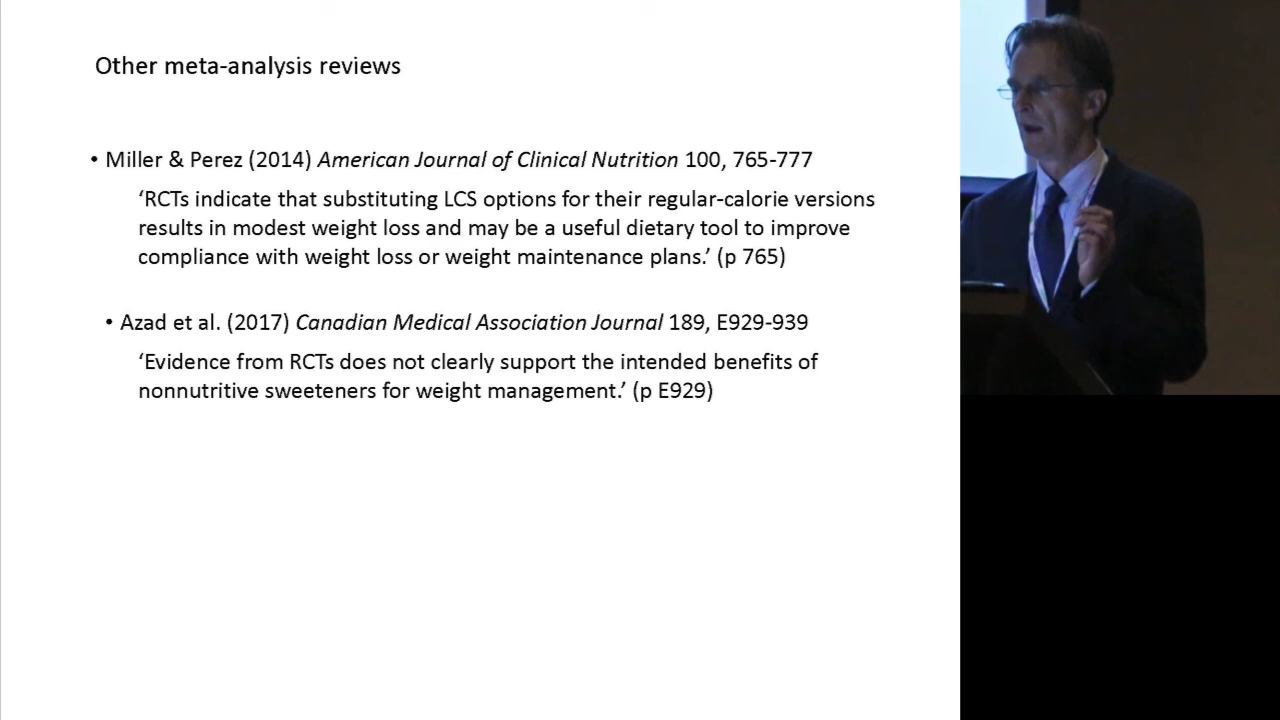 Other meta-analysis reviews
• Miller & Perez (2014) American Journal of Clinical Nutrition 100, 765-777
‘RCTs indicate that substituting LCS options for their regular-calorie versions
results in modest weight loss and may be a useful dietary tool to improve
compliance with weight loss or weight maintenance plans.’ (p 765)
• Azad et al. (2017) Canadian Medical Association Journal 189, E929-939
‘Evidence from RCTs does not clearly support the intended benefits of
nonnutritive sweeteners for weight management.’ (p E929)